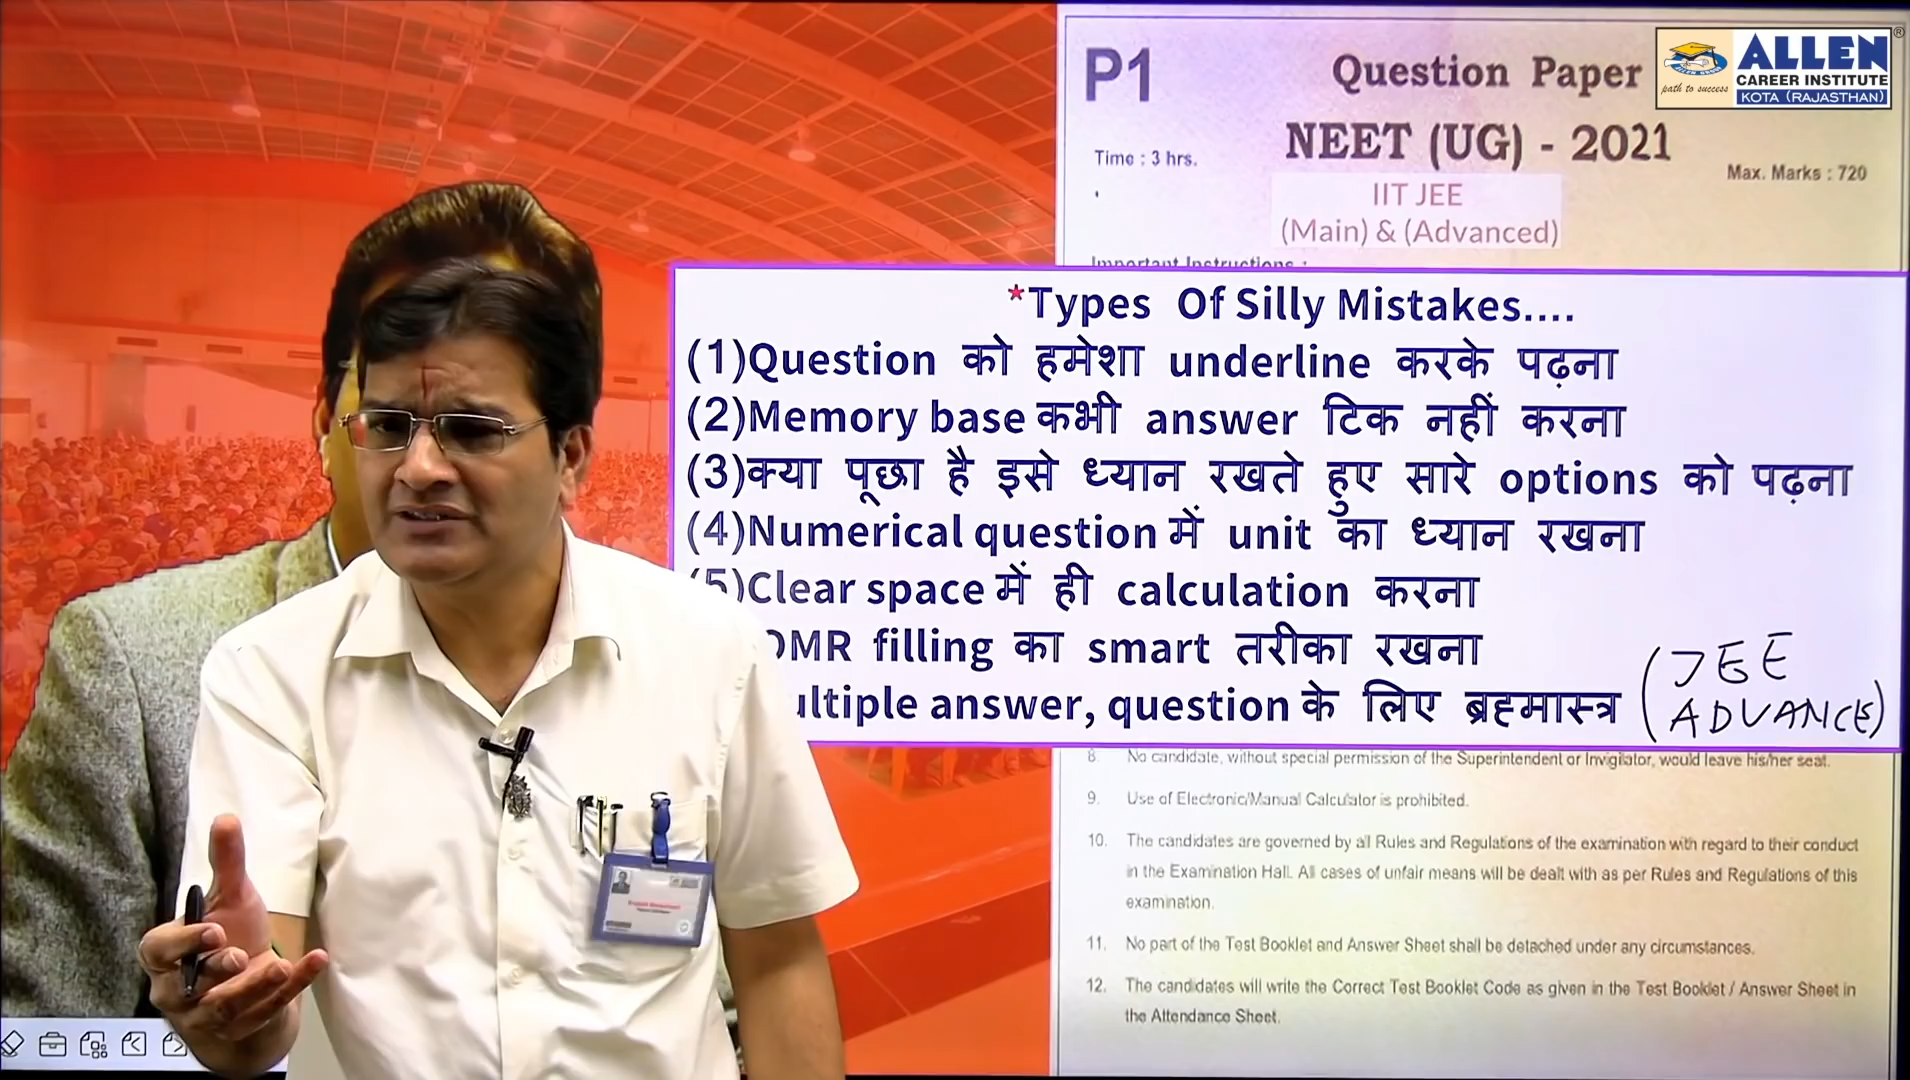 P1
Question Paper
ALLEN
CAREER INSTITUTE
KOTA (RAJASTHAN)
path to success
®
NEET (UG) - 2021
Time : 3 hrs.
Max. Marks : 720
IIT JEE
(Main) & (Advanced)
Important Instructions :
*Types Of Silly Mistakes....
(1)Question को हमेशा underline करके पढ़ना
(2)Memory base कभी answer टिक नहीं करना
(3)क्या पूछा है इसे ध्यान रखते हुए सारे options को पढ़ना
(4)Numerical question में unit का ध्यान रखना
(5)Clear space में ही calculation करना
OMR filling का smart तरीका रखना
ultiple answer, question के लिए ब्रह्मास्त्र (JEE ADVANCE)
8. No candidate, without special permission of the Superintendent or Invigilator, would leave his/her seat.
9. Use of Electronic/Manual Calculator is prohibited.
10. The candidates are governed by all Rules and Regulations of the examination with regard to their conduct
in the Examination Hall. All cases of unfair means will be dealt with as per Rules and Regulations of this
examination.
11. No part of the Test Booklet and Answer Sheet shall be detached under any circumstances.
12. The candidates will write the Correct Test Booklet Code as given in the Test Booklet / Answer Sheet in
the Attendance Sheet.